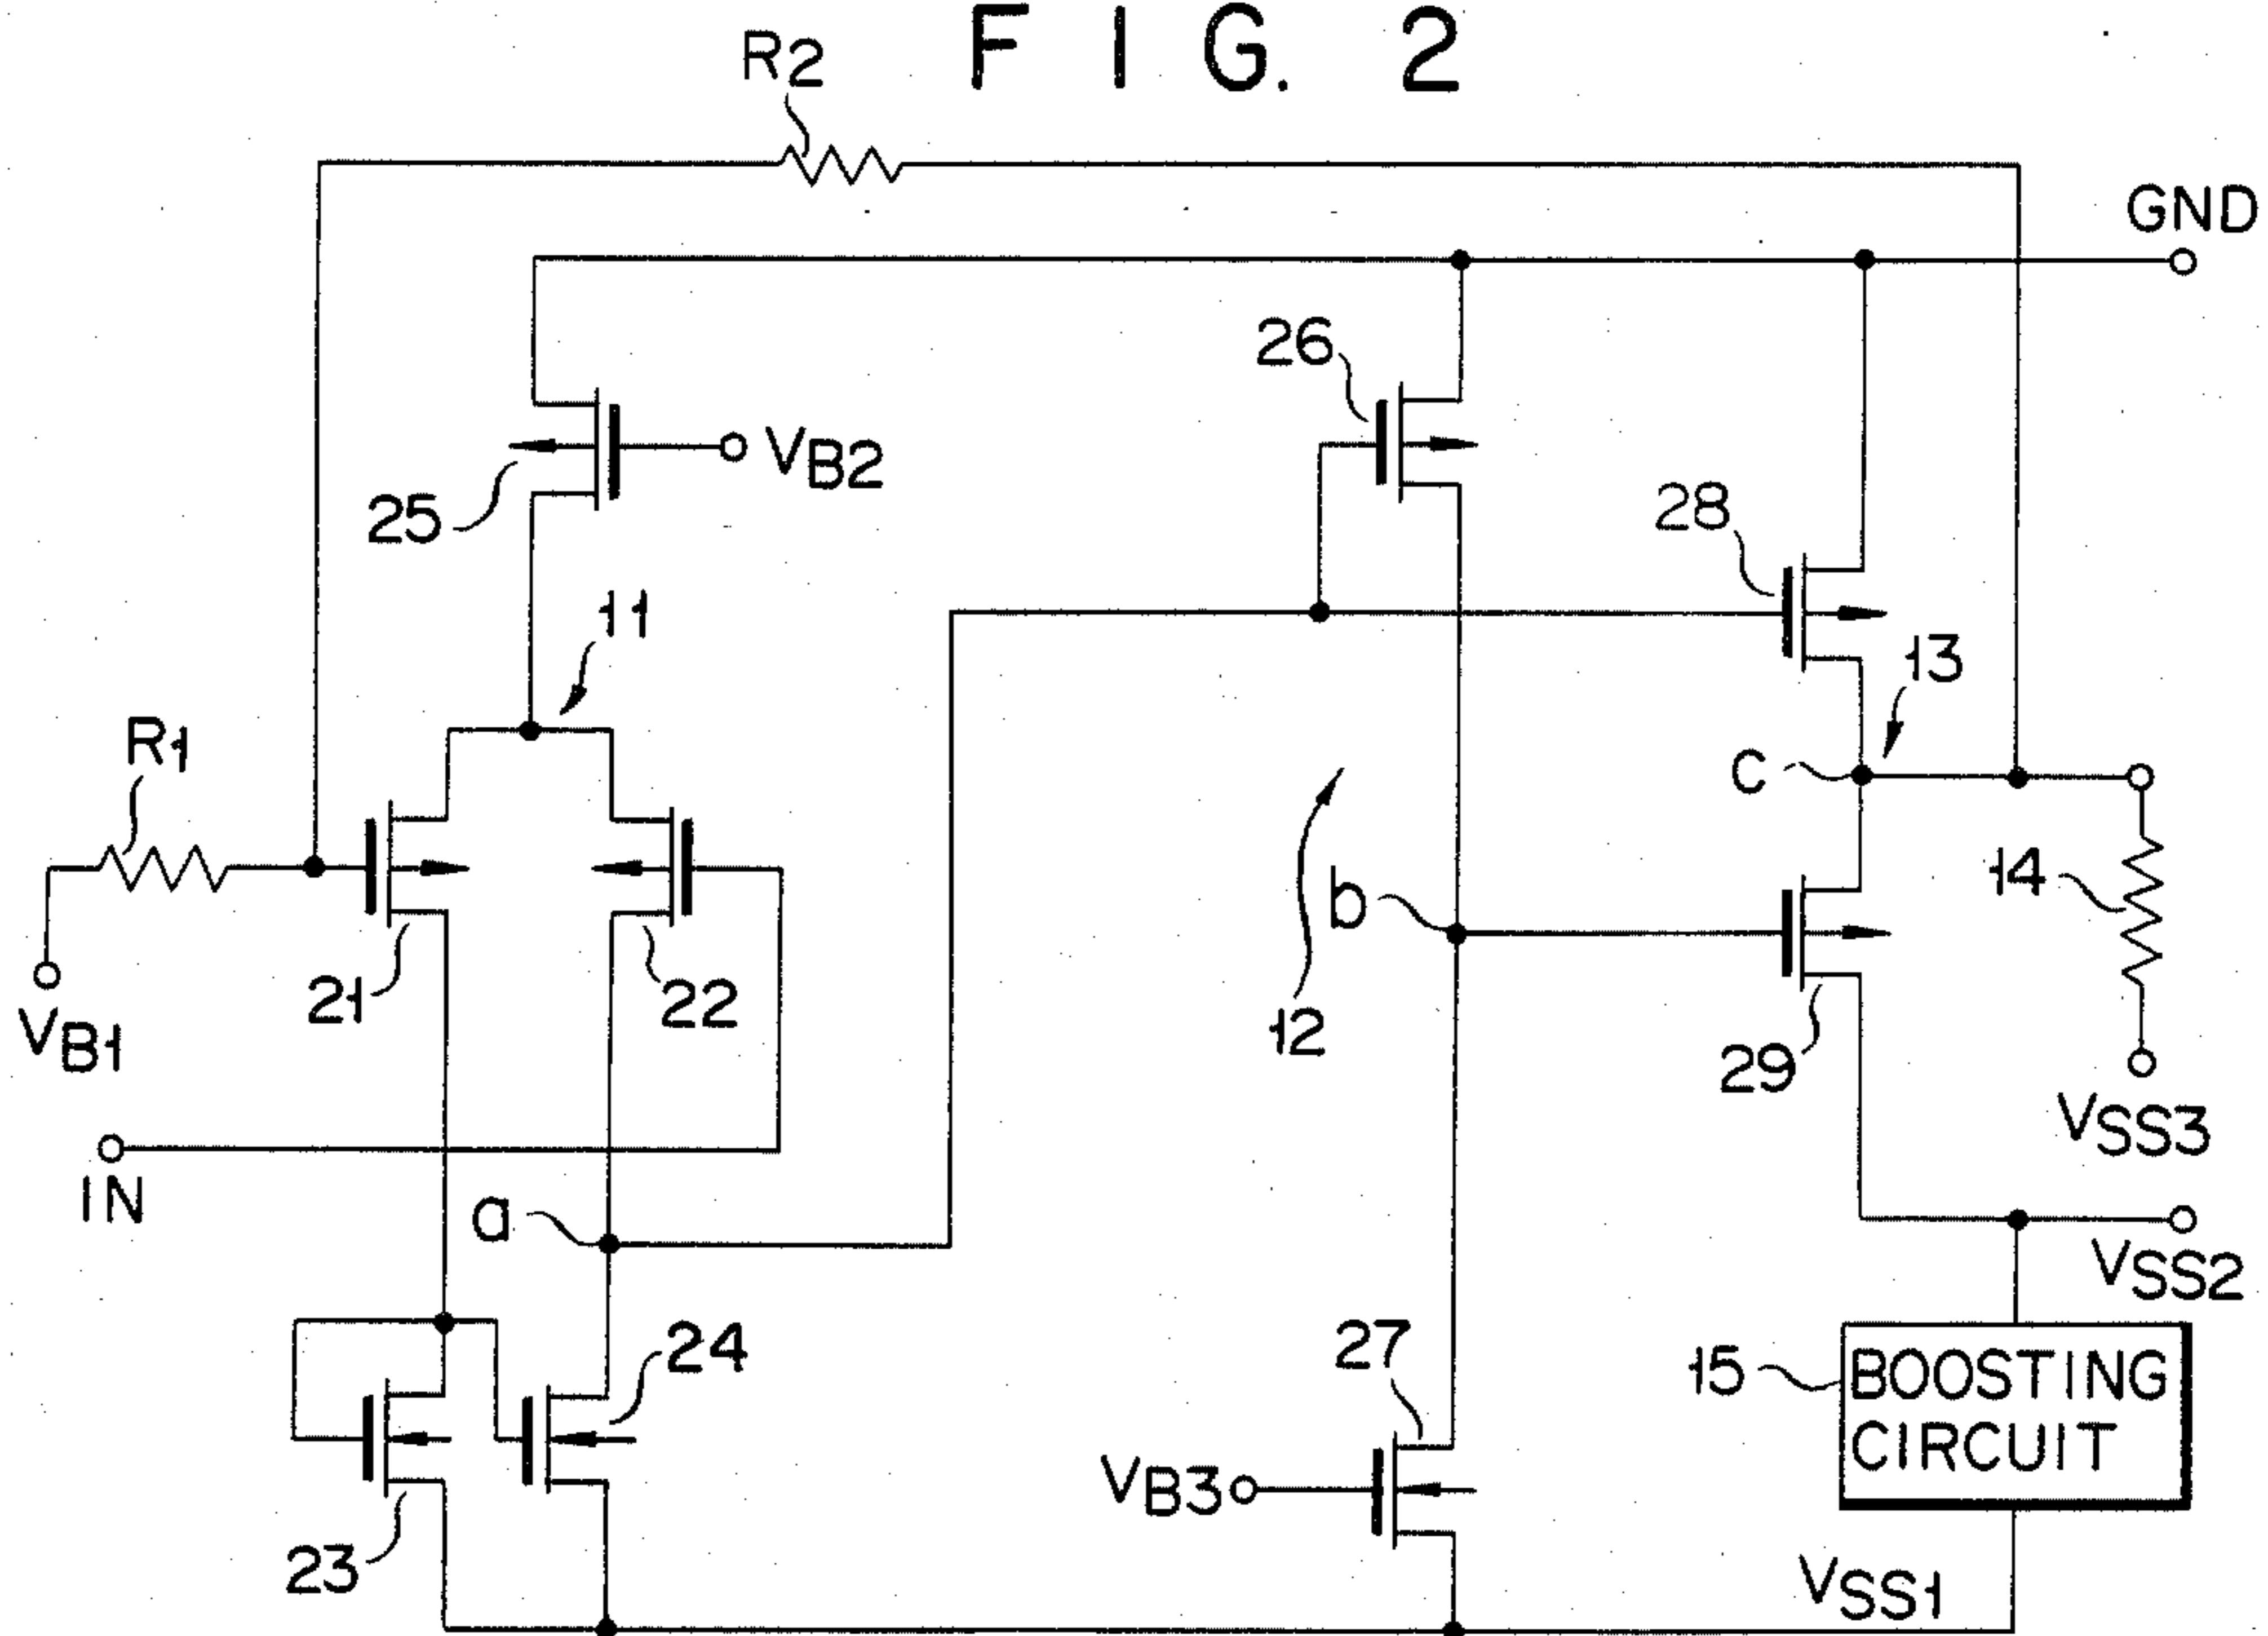 FIG. 2
R2
GND
26
VB2
25
28
11
13
R1
C
14
b
21
22
12
VB1
29
VSS3
IN
a
VSS2
24
27
15
BOOSTING
CIRCUIT
VB3
23
VSS1